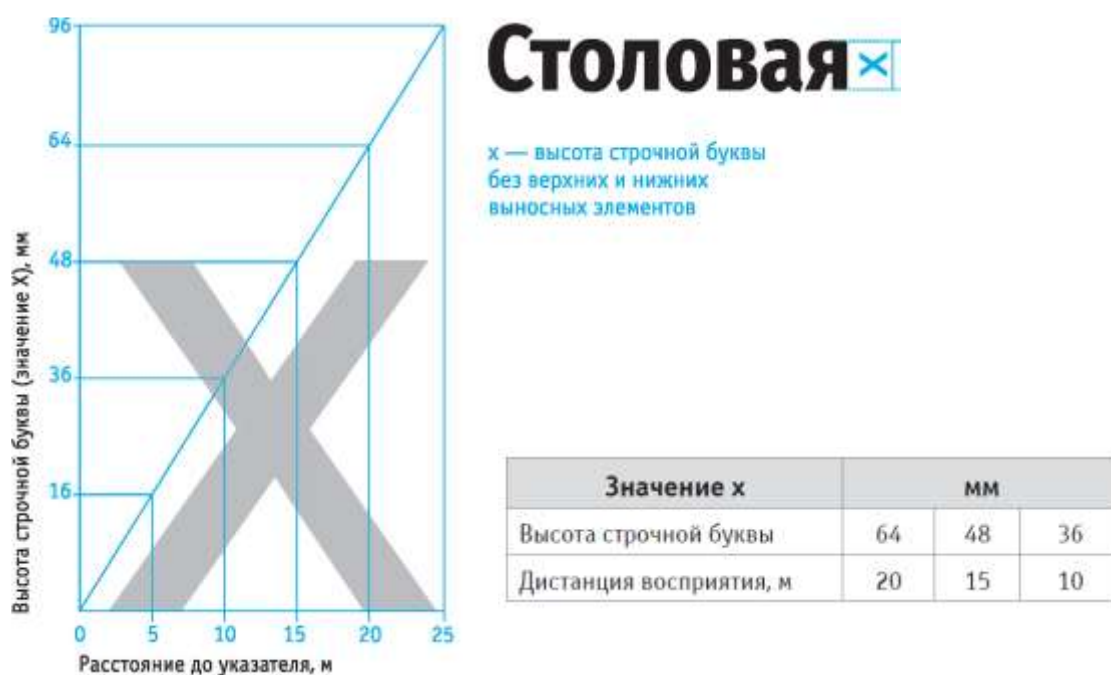 96
64
48
36
16
0 5 10 15 20 25
Высота строчной буквы (значение X), мм
Расстояние до указателя, м
Столовая x
x — высота строчной буквы
без верхних и нижних
выносных элементов
Значение x мм
Высота строчной буквы 64 48 36
Дистанция восприятия, м 20 15 10